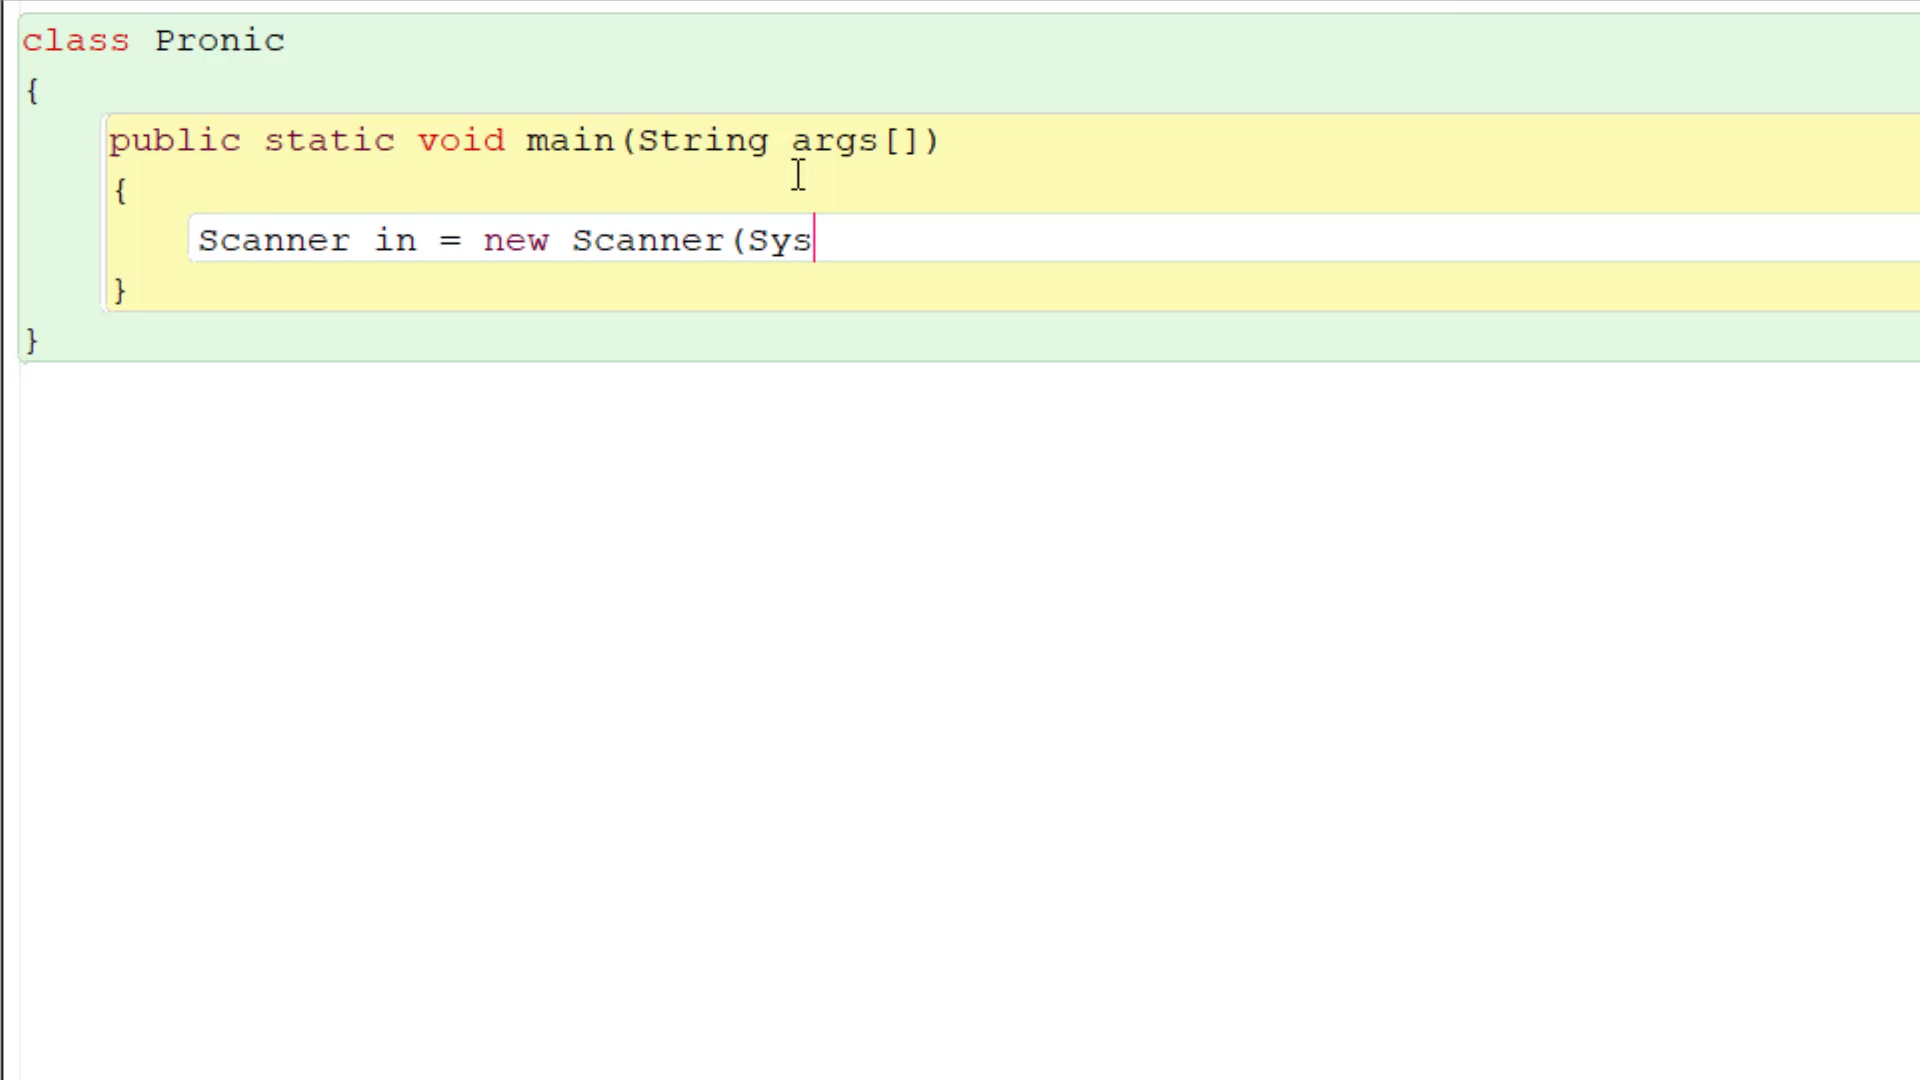 class Pronic
{
public static void main(String args[])
{
Scanner in = new Scanner(Sys
}
}